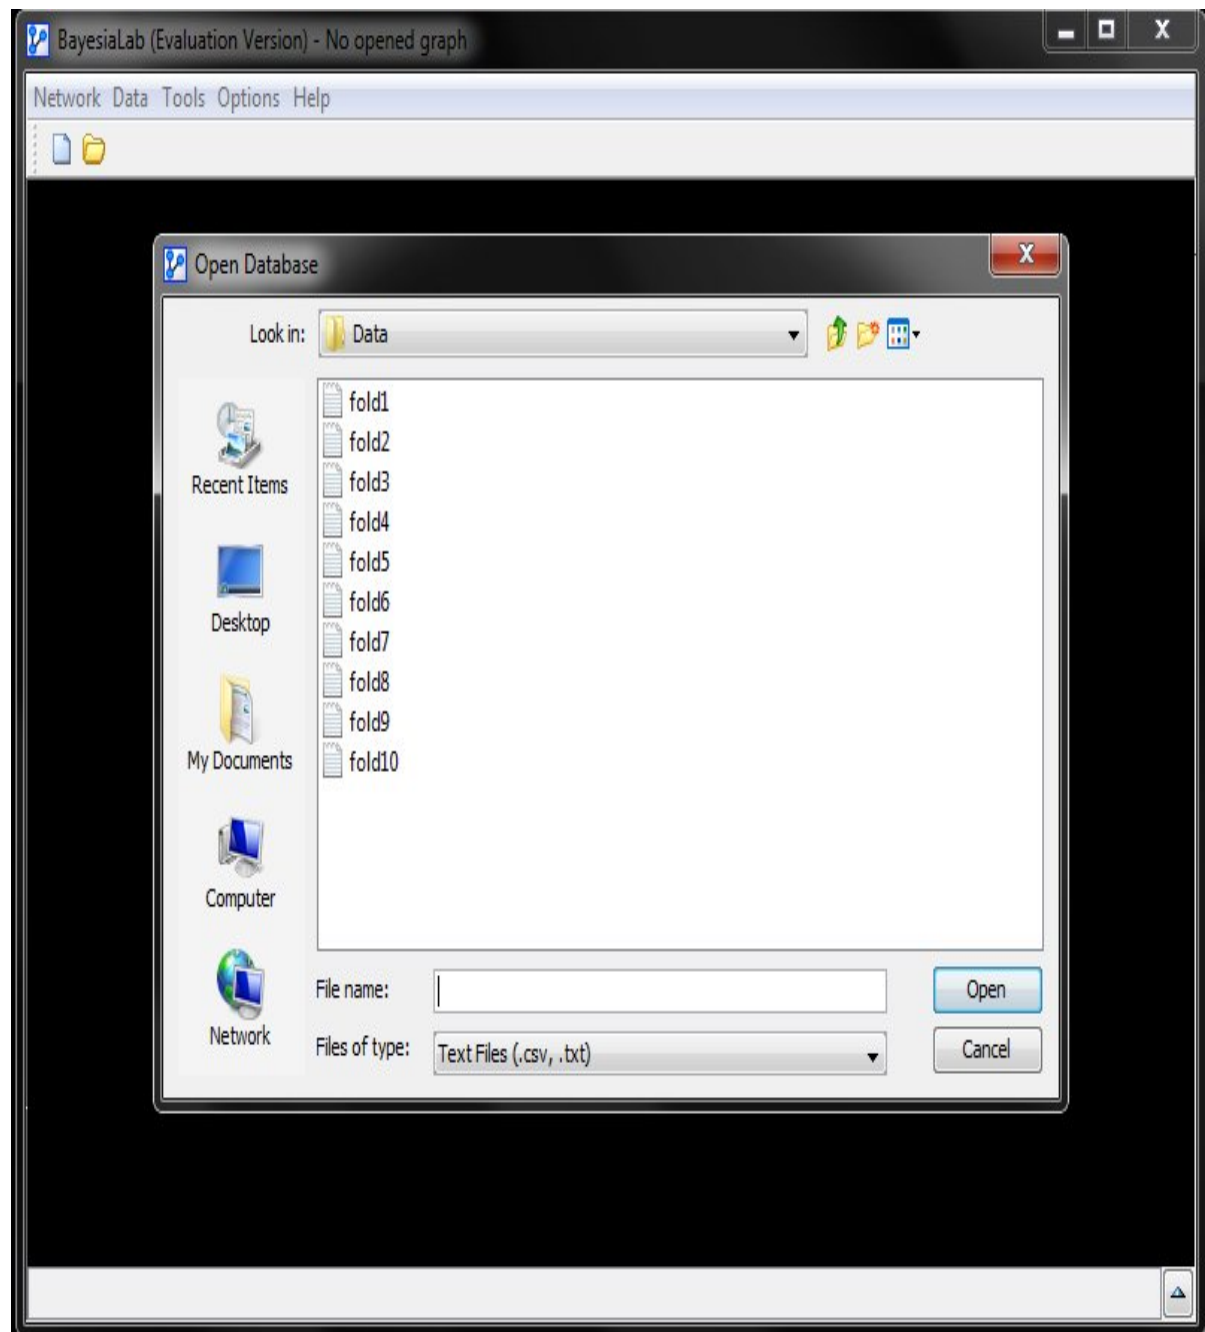 BayesiaLab (Evaluation Version) - No opened graph
Network Data Tools Options Help
Open Database
Look in: Data
fold1
fold2
fold3
fold4
fold5
fold6
fold7
fold8
fold9
fold10
Recent Items
Desktop
My Documents
Computer
Network
File name:
Open
Files of type: Text Files (.csv, .txt)
Cancel